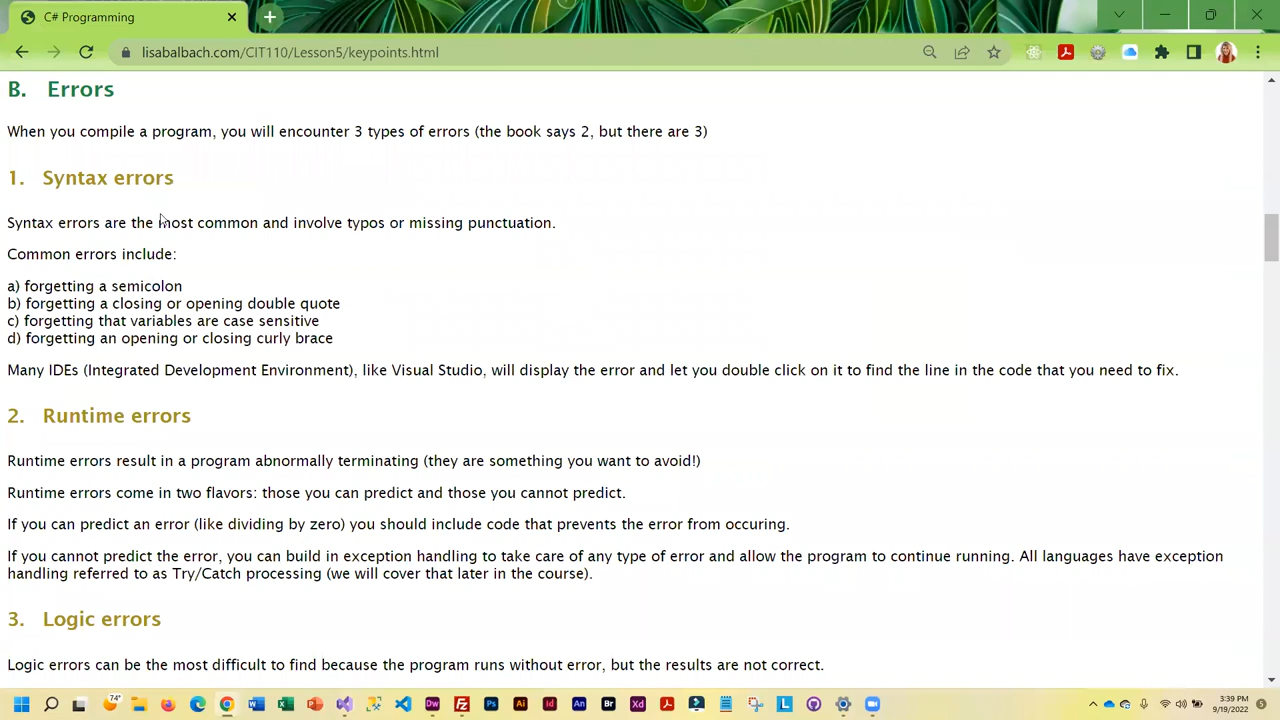 C# Programming
lisabalbach.com/CIT110/Lesson5/keypoints.html
B. Errors
When you compile a program, you will encounter 3 types of errors (the book says 2, but there are 3)
1. Syntax errors
Syntax errors are the most common and involve typos or missing punctuation.
Common errors include:
a) forgetting a semicolon
b) forgetting a closing or opening double quote
c) forgetting that variables are case sensitive
d) forgetting an opening or closing curly brace
Many IDEs (Integrated Development Environment), like Visual Studio, will display the error and let you double click on it to find the line in the code that you need to fix.
2. Runtime errors
Runtime errors result in a program abnormally terminating (they are something you want to avoid!)
Runtime errors come in two flavors: those you can predict and those you cannot predict.
If you can predict an error (like dividing by zero) you should include code that prevents the error from occuring.
If you cannot predict the error, you can build in exception handling to take care of any type of error and allow the program to continue running. All languages have exception
handling referred to as Try/Catch processing (we will cover that later in the course).
3. Logic errors
Logic errors can be the most difficult to find because the program runs without error, but the results are not correct.
74°
Dw
Fz
Ps
Ai
Id
An
Br
Xd
L
3:39 PM
9/19/2022